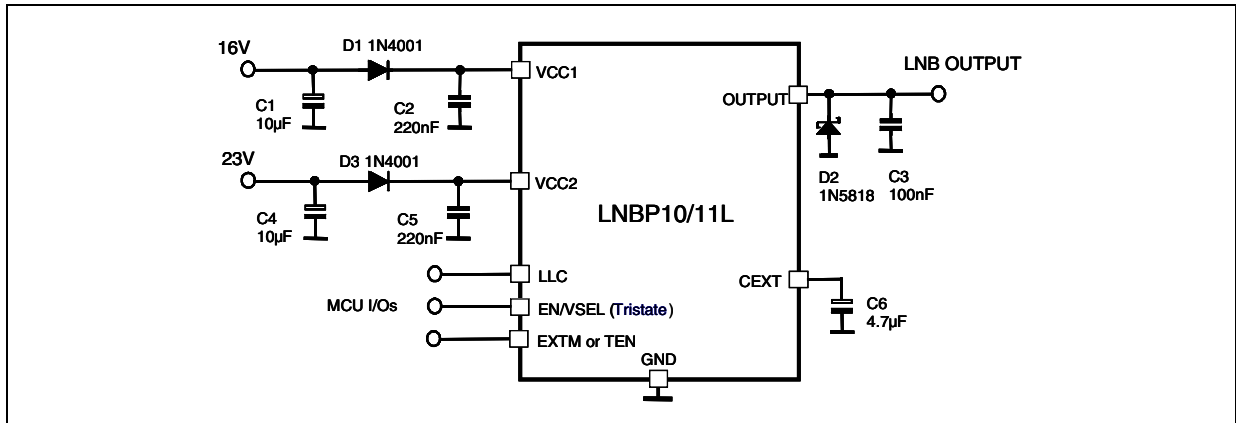 16V
D1 1N4001
VCC1
C1
10µF
C2
220nF
23V
D3 1N4001
VCC2
C4
10µF
C5
220nF
LLC
MCU I/Os
EN/VSEL (Tristate)
EXTM or TEN
LNBP10/11L
GND
OUTPUT
LNB OUTPUT
D2
1N5818
C3
100nF
CEXT
C6
4.7µF